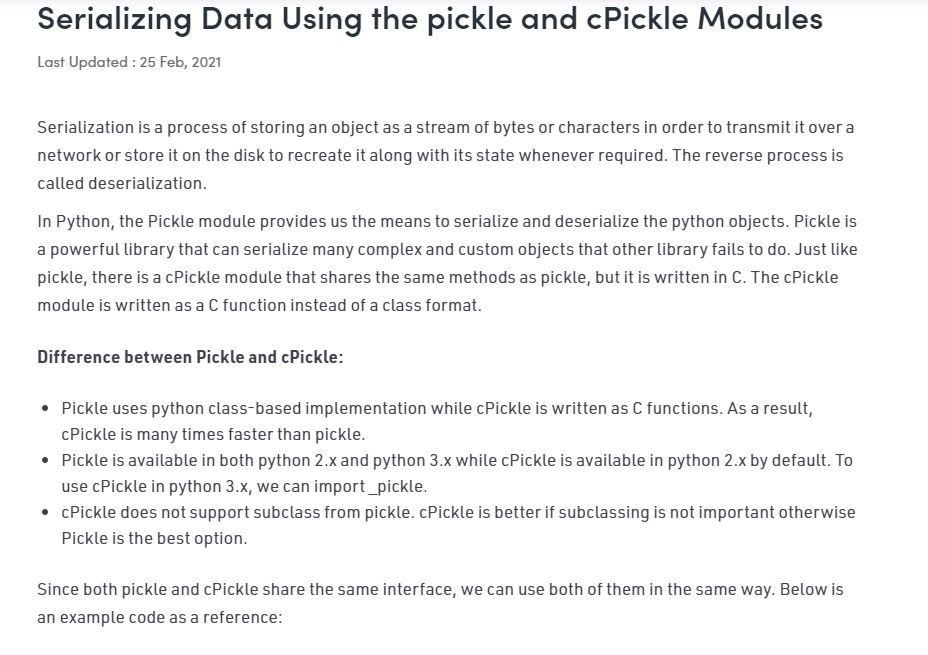 Serializing Data Using the pickle and cPickle Modules
Last Updated : 25 Feb, 2021
Serialization is a process of storing an object as a stream of bytes or characters in order to transmit it over a
network or store it on the disk to recreate it along with its state whenever required. The reverse process is
called deserialization.
In Python, the Pickle module provides us the means to serialize and deserialize the python objects. Pickle is
a powerful library that can serialize many complex and custom objects that other library fails to do. Just like
pickle, there is a cPickle module that shares the same methods as pickle, but it is written in C. The cPickle
module is written as a C function instead of a class format.
Difference between Pickle and cPickle:
• Pickle uses python class-based implementation while cPickle is written as C functions. As a result,
cPickle is many times faster than pickle.
• Pickle is available in both python 2.x and python 3.x while cPickle is available in python 2.x by default. To
use cPickle in python 3.x, we can import _pickle.
• cPickle does not support subclass from pickle. cPickle is better if subclassing is not important otherwise
Pickle is the best option.
Since both pickle and cPickle share the same interface, we can use both of them in the same way. Below is
an example code as a reference: